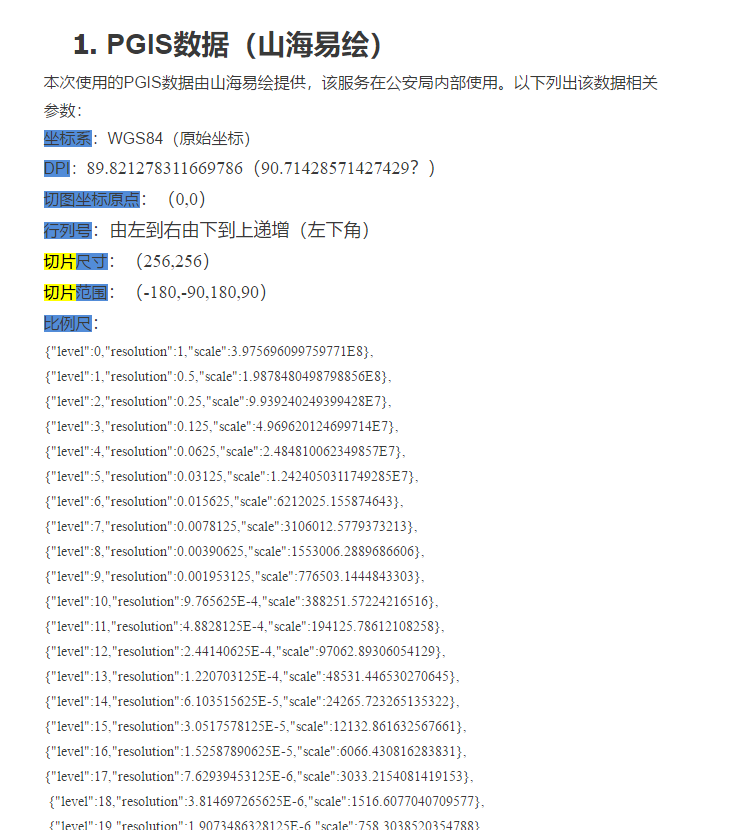 1. PGIS数据（山海易绘）
本次使用的PGIS数据由山海易绘提供，该服务在公安局内部使用。以下列出该数据相关
参数：
坐标系：WGS84（原始坐标）
DPI：89.821278311669786（90.71428571427429？）
切图坐标原点：（0,0）
行列号：由左到右由下到上递增（左下角）
切片尺寸：（256,256）
切片范围：（-180,-90,180,90）
比例尺：
{"level":0,"resolution":1,"scale":3.975696099759771E8},
{"level":1,"resolution":0.5,"scale":1.9878480498798856E8},
{"level":2,"resolution":0.25,"scale":9.939240249399428E7},
{"level":3,"resolution":0.125,"scale":4.969620124699714E7},
{"level":4,"resolution":0.0625,"scale":2.484810062349857E7},
{"level":5,"resolution":0.03125,"scale":1.2424050311749285E7},
{"level":6,"resolution":0.015625,"scale":6212025.155874643},
{"level":7,"resolution":0.0078125,"scale":3106012.5779373213},
{"level":8,"resolution":0.00390625,"scale":1553006.2889686606},
{"level":9,"resolution":0.001953125,"scale":776503.1444843303},
{"level":10,"resolution":9.765625E-4,"scale":388251.57224216516},
{"level":11,"resolution":4.8828125E-4,"scale":194125.78612108258},
{"level":12,"resolution":2.44140625E-4,"scale":97062.89306054129},
{"level":13,"resolution":1.220703125E-4,"scale":48531.446530270645},
{"level":14,"resolution":6.103515625E-5,"scale":24265.723265135322},
{"level":15,"resolution":3.0517578125E-5,"scale":12132.861632567661},
{"level":16,"resolution":1.52587890625E-5,"scale":6066.430816283831},
{"level":17,"resolution":7.62939453125E-6,"scale":3033.2154081419153},
{"level":18,"resolution":3.814697265625E-6,"scale":1516.6077040709577},
{"level":19,"resolution":1.9073486328125E-6,"scale":758.3038520354788}